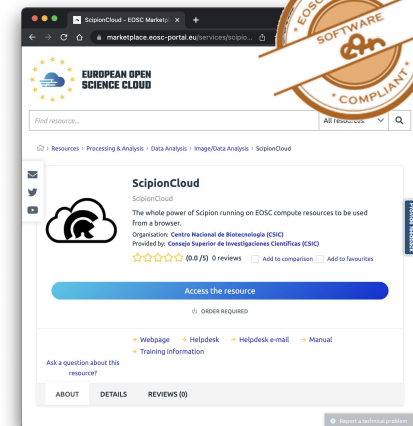 ScipionCloud - EOSC Marketpl
marketplace.eosc-portal.eu/services/scipio...
EOSC
SOFTWARE
COMPLIANT
EUROPEAN OPEN
SCIENCE CLOUD
Find resource...
All resources
Resources › Processing & Analysis › Data Analysis › Image/Data Analysis › ScipionCloud
ScipionCloud
ScipionCloud
The whole power of Scipion running on EOSC compute resources to be used
from a browser.
Organisation: Centro Nacional de Biotecnologia (CSIC)
Provided by: Consejo Superior de Investigaciones Científicas (CSIC)
(0.0 /5) 0 reviews Add to comparison Add to favourites
Provide feedback
Access the resource
ORDER REQUIRED
→ Webpage → Helpdesk → Helpdesk e-mail → Manual
→ Training information
Ask a question about this
resource?
ABOUT DETAILS REVIEWS (0)
Report a technical problem